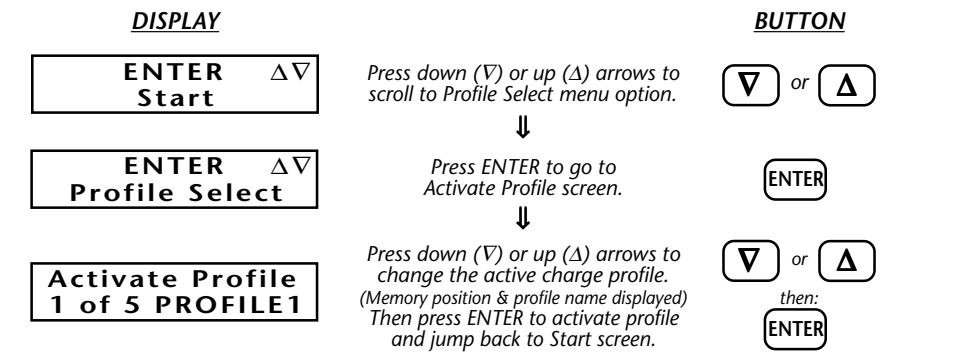 DISPLAY
BUTTON
ENTER Δ∇
Start
Press down (∇) or up (Δ) arrows to
scroll to Profile Select menu option.
∇ or Δ
⇓
ENTER Δ∇
Profile Select
Press ENTER to go to
Activate Profile screen.
ENTER
⇓
Activate Profile
1 of 5 PROFILE1
Press down (∇) or up (Δ) arrows to
change the active charge profile.
(Memory position & profile name displayed)
Then press ENTER to activate profile
and jump back to Start screen.
∇ or Δ
then:
ENTER